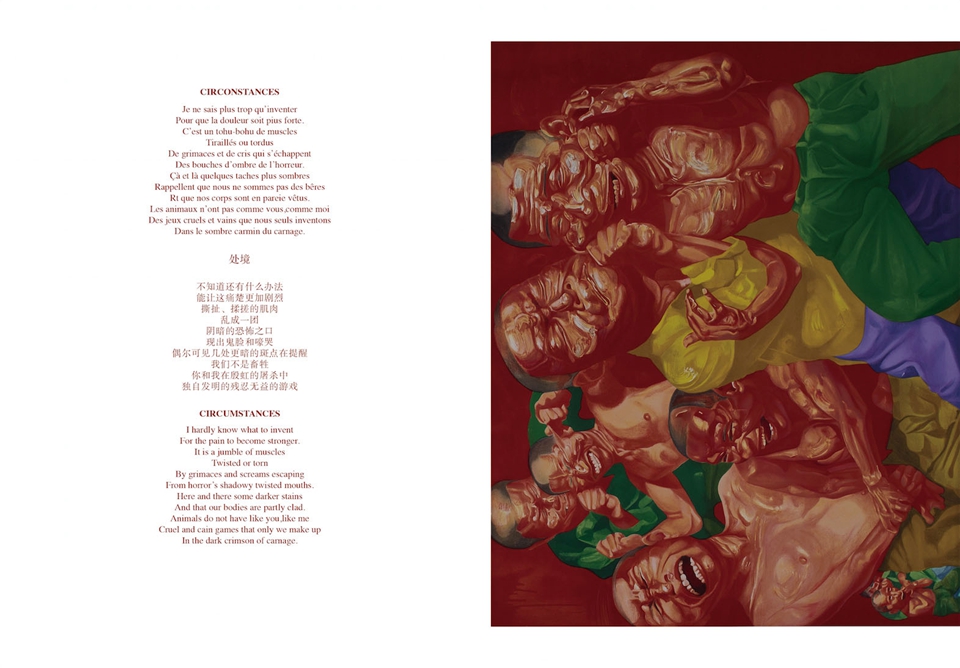 CIRCONSTANCES
Je ne sais plus trop qu'inventer
Pour que la douleur soit pius forte.
C'est un tohu-bohu de muscles
Tiraillés ou tordus
De grimaces et de cris qui s'échappent
Des bouches d'ombre de l'horreur.
Çà et là quelques taches plus sombres
Rappellent que nous ne sommes pas des bêres
Rt que nos corps sont en pareie vêtus.
Les animaux n'ont pas comme vous,comme moi
Des jeux cruels et vains que nous seuls inventons
Dans le sombre carmin du carnage.
处境
不知道还有什么办法
能让这痛楚更加剧烈
撕扯、揉搓的肌肉
乱成一团
阴暗的恐怖之口
现出鬼脸和嚎哭
偶尔可见几处更暗的斑点在提醒
我们不是畜牲
你和我在殷虹的屠杀中
独自发明的残忍无益的游戏
CIRCUMSTANCES
I hardly know what to invent
For the pain to become stronger.
It is a jumble of muscles
Twisted or torn
By grimaces and screams escaping
From horror's shadowy twisted mouths.
Here and there some darker stains
And that our bodies are partly clad.
Animals do not have like you,like me
Cruel and cain games that only we make up
In the dark crimson of carnage.